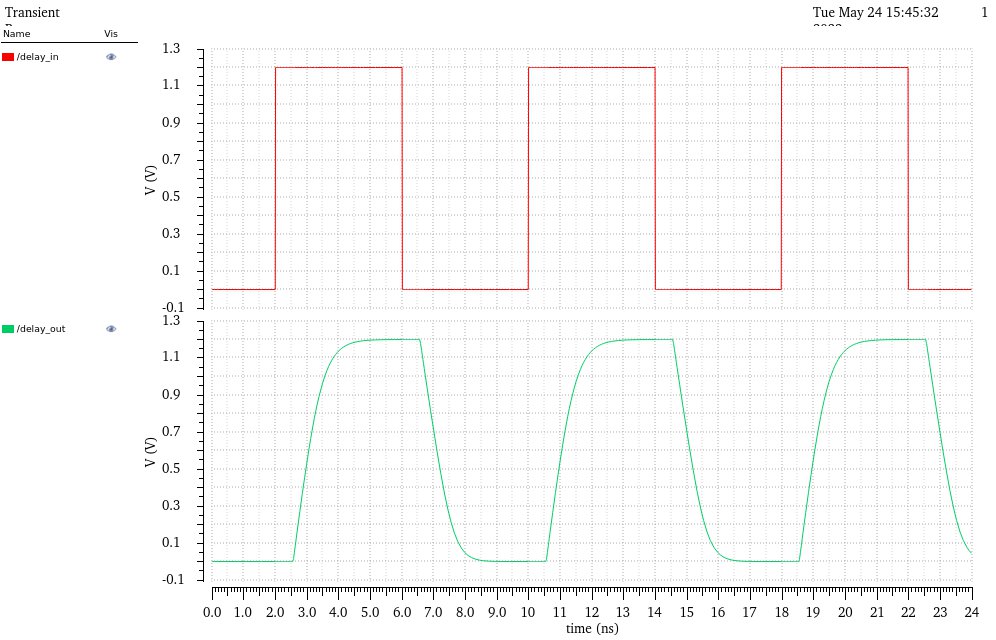 Transient
Tue May 24 15:45:32
1
Name Vis
/delay_in
1.3
1.1
0.9
0.7
0.5
0.3
0.1
-0.1
V (V)
/delay_out
1.3
1.1
0.9
0.7
0.5
0.3
0.1
-0.1
V (V)
0.0 1.0 2.0 3.0 4.0 5.0 6.0 7.0 8.0 9.0 10.0 11 12 13 14 15 16 17 18 19 20 21 22 23 24
time (ns)